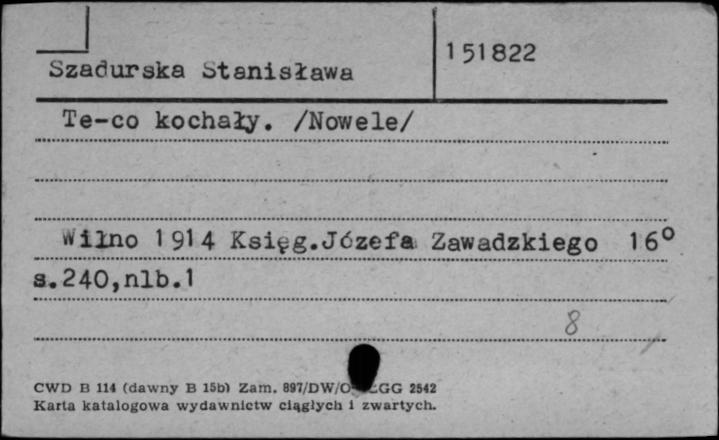 151822
Szadurska Stanisława
Te-co kochały. /Nowele/
Wilno 1914 Księg.Józefa Zawadzkiego 16°
s.240,nlb.1
8
CWD B 114 (dawny B 15b) Zam. 897/DW/O GG 2542
Karta katalogowa wydawnictw ciągłych i zwartych.